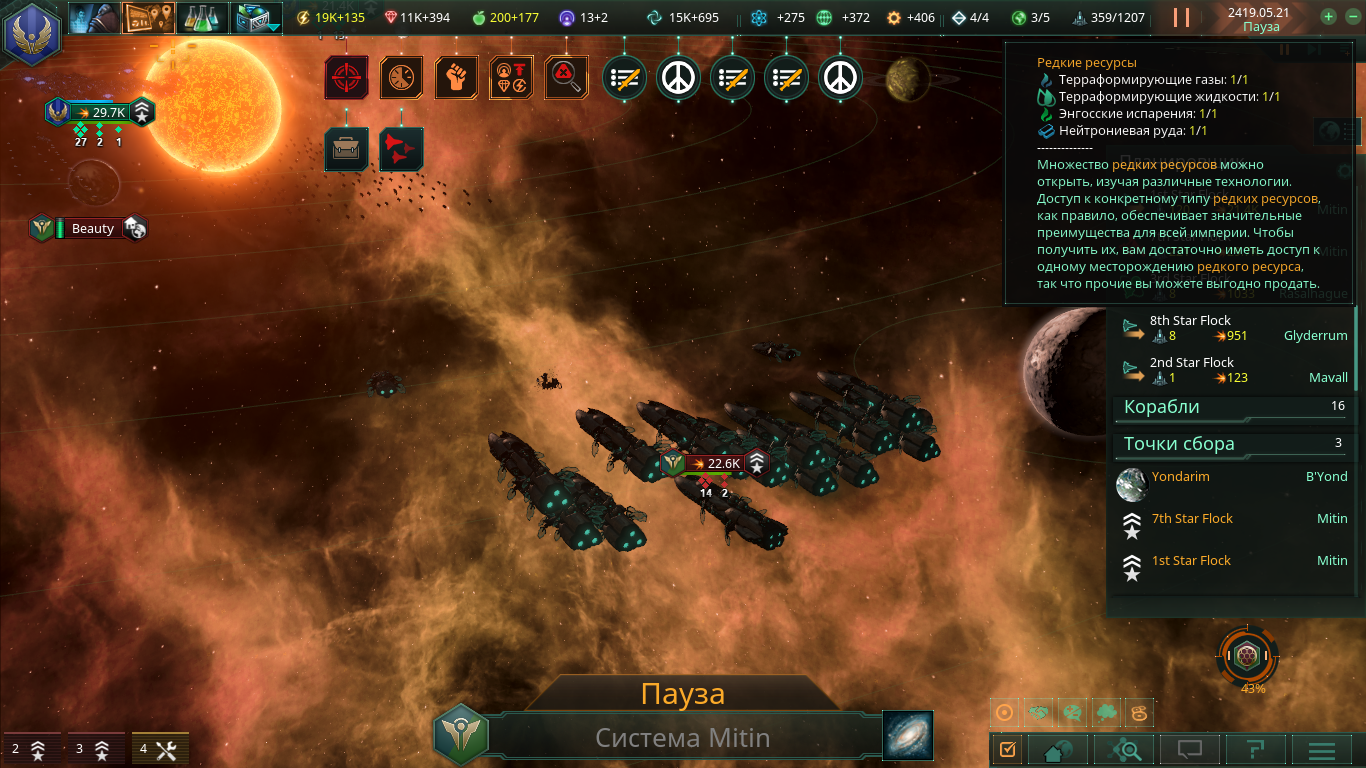 19K+135 11K+394 200+177 13+2 15K+695 +275 +372 +406 4/4 3/5 359/1207
2419.05.21
Пауза
29.7K
27 2 1
Beauty
Редкие ресурсы
Терраформирующие газы: 1/1
Терраформирующие жидкости: 1/1
Энгосские испарения: 1/1
Нейтрониевая руда: 1/1
--------------
Множество редких ресурсов можно
открыть, изучая различные технологии.
Доступ к конкретному типу редких ресурсов,
как правило, обеспечивает значительные
преимущества для всей империи. Чтобы
получить их, вам достаточно иметь доступ к
одному месторождению редкого ресурса,
так что прочие вы можете выгодно продать.
Mitin
Mitin
Rasalhague
8th Star Flock
8 951 Glyderrum
2nd Star Flock
1 123 Mavall
Корабли 16
Точки сбора 3
Yondarim B'Yond
7th Star Flock Mitin
1st Star Flock Mitin
22.6K
14 2
43%
Пауза
Система Mitin
2 3 4